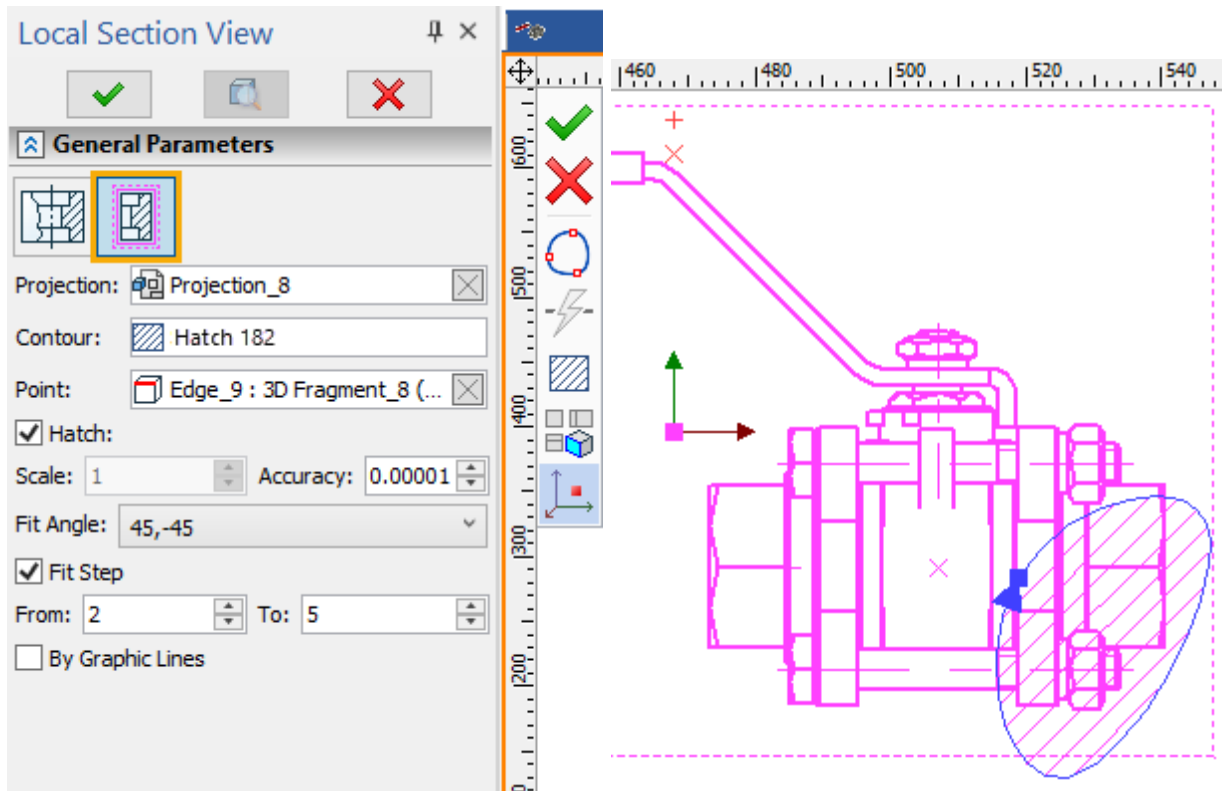 Local Section View
General Parameters
Projection: Projection_8
Contour: Hatch 182
Point: Edge_9 : 3D Fragment_8 (...
Hatch:
Scale: 1 Accuracy: 0.00001
Fit Angle: 45,-45
Fit Step
From: 2 To: 5
By Graphic Lines
600
500
400
300
200
460 480 500 520 540